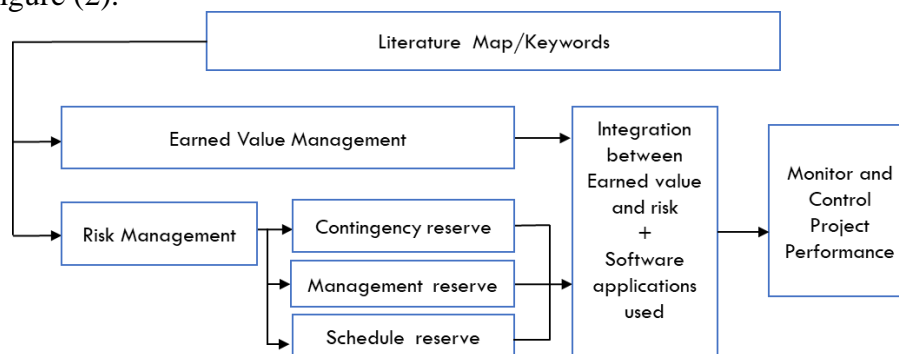 igure (2).
Literature Map/Keywords
Earned Value Management
Integration
between
Earned value
and risk
+
Software
applications
used
Monitor and
Control
Project
Performance
Risk Management
Contingency reserve
Management reserve
Schedule reserve